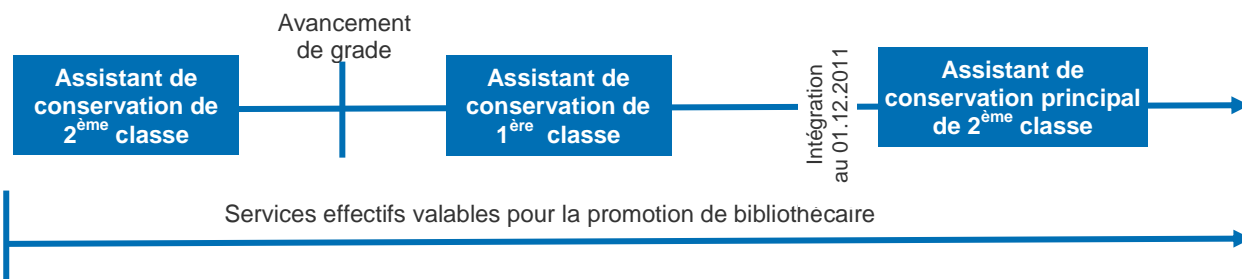 Avancement
de grade
Assistant de
conservation de
2ème classe
Assistant de
conservation de
1ère classe
Intégration
au 01.12.2011
Assistant de
conservation principal
de 2ème classe
Services effectifs valables pour la promotion de bibliothécaire